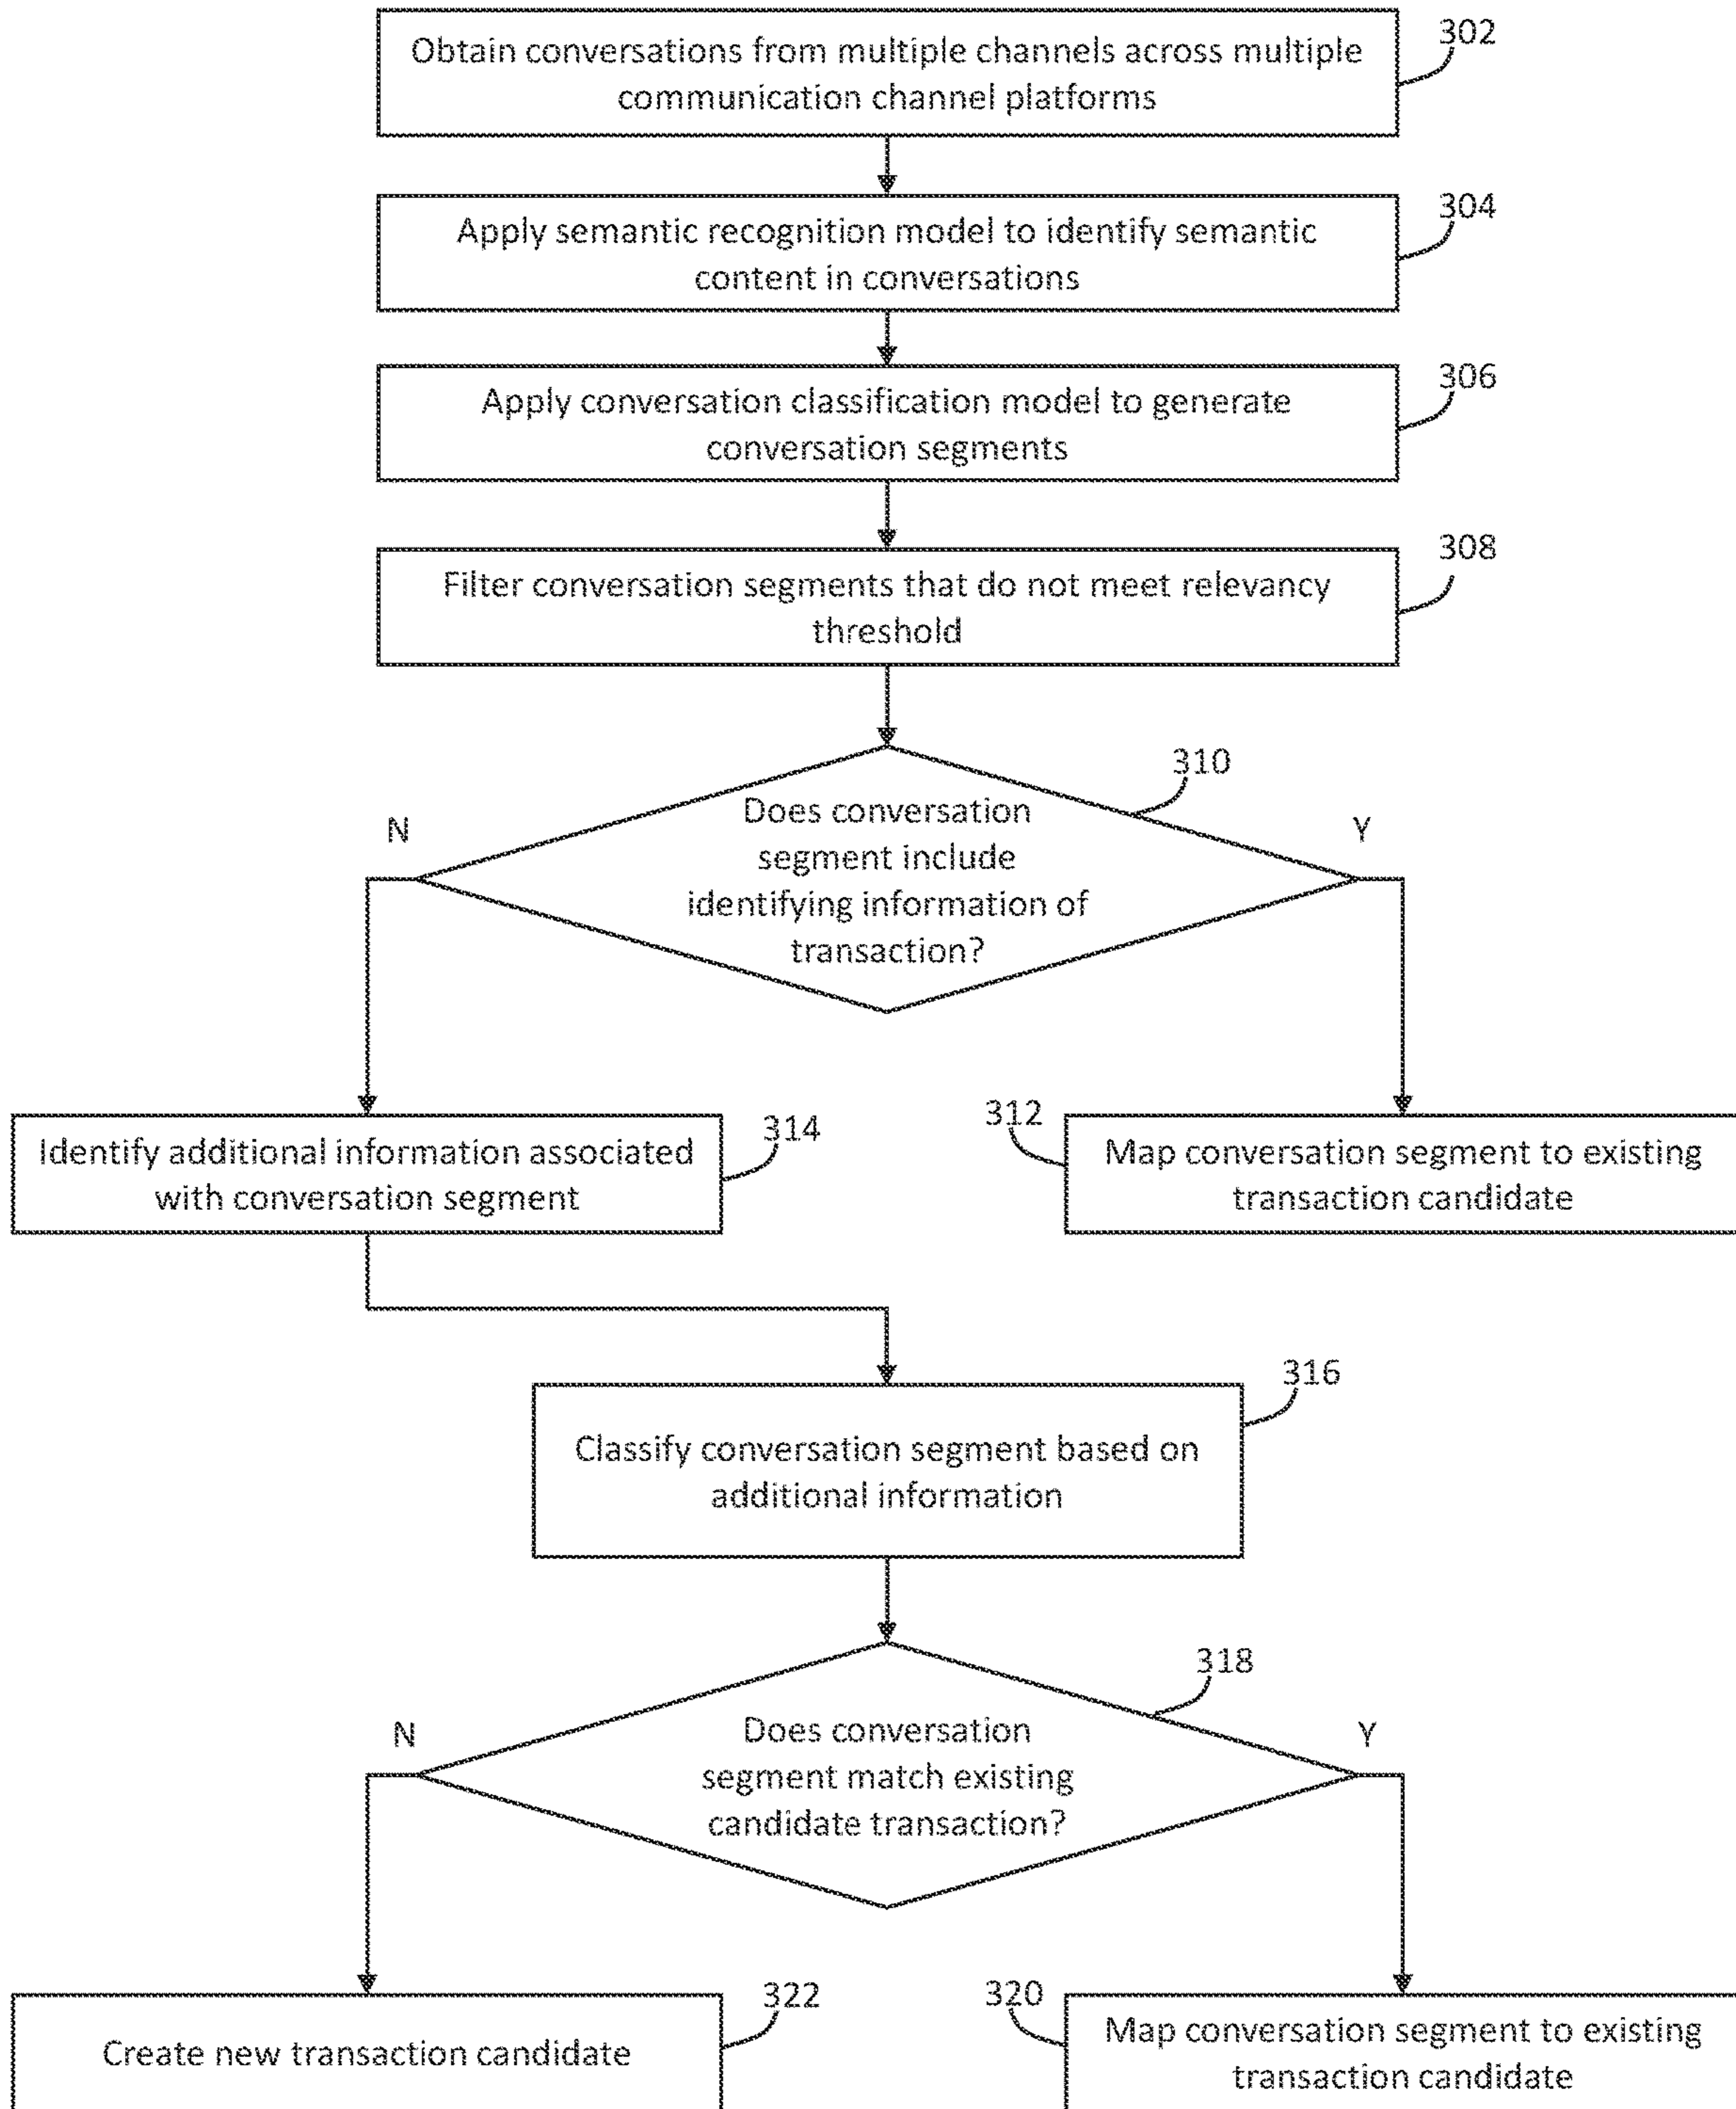 Obtain conversations from multiple channels across multiple
communication channel platforms
302
Apply semantic recognition model to identify semantic
content in conversations
304
Apply conversation classification model to generate
conversation segments
306
Filter conversation segments that do not meet relevancy
threshold
308
310
Does conversation
segment include
identifying information of
transaction?
N
Y
Identify additional information associated
with conversation segment
314
312
Map conversation segment to existing
transaction candidate
316
Classify conversation segment based on
additional information
318
Does conversation
segment match existing
candidate transaction?
N
Y
Create new transaction candidate
322
320
Map conversation segment to existing
transaction candidate